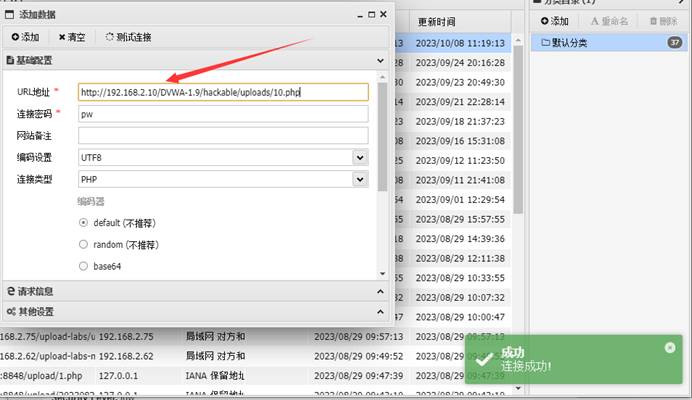 添加数据
添加
清空
测试连接
基础配置
URL地址 *
http://192.168.2.10/DVWA-1.9/hackable/uploads/10.php
连接密码 *
pw
网站备注
编码设置
UTF8
连接类型
PHP
编码器
default (不推荐)
random (不推荐)
base64
请求信息
其他设置
更新时间
13 2023/10/08 11:19:13
13 2023/09/24 20:16:28
2023/09/23 20:49:30
14 2023/09/21 22:28:14
2023/09/18 21:37:23
2023/09/16 15:31:08
25 2023/09/12 11:23:50
2023/09/11 21:41:08
54 2023/09/01 12:29:54
55 2023/08/29 15:57:55
18 2023/08/29 14:39:36
38 2023/08/29 12:11:38
55 2023/08/29 10:33:55
32 2023/08/29 10:07:32
47 2023/08/29 10:00:47
168.2.75/upload-labs/u 192.168.2.75 局域网 对方和 2023/08/29 09:57:13 2023/08/29 09:57:13
168.2.62/upload-labs-m 192.168.2.62 局域网 对方和 2023/08/29 09:49:52
:8848/upload/1.php 127.0.0.1 IANA 保留地址 2023/08/29 09:47:39
分类目录 (1)
添加
重命名
删除
默认分类
37
成功
连接成功!